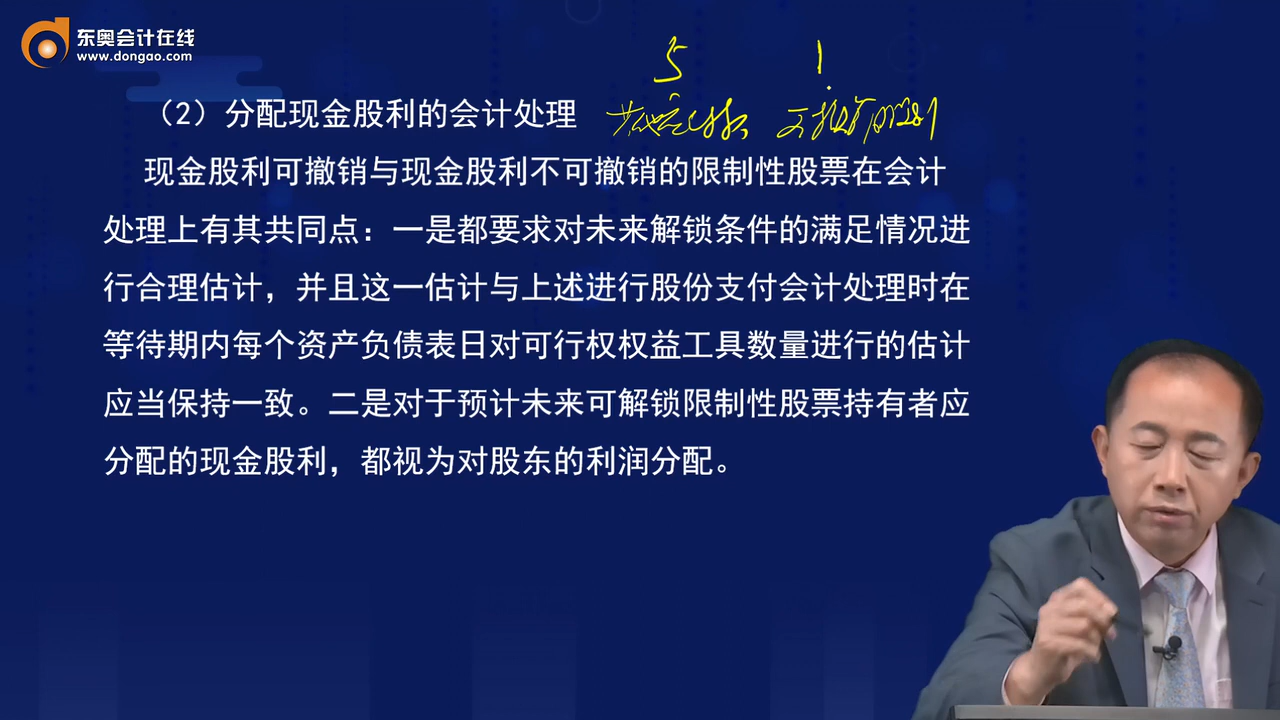 东奥会计在线
www.dongao.com
5 1
（2）分配现金股利的会计处理
现金股利可撤销与现金股利不可撤销的限制性股票在会计
处理上有其共同点：一是都要求对未来解锁条件的满足情况进
行合理估计，并且这一估计与上述进行股份支付会计处理时在
等待期内每个资产负债表日对可行权权益工具数量进行的估计
应当保持一致。二是对于预计未来可解锁限制性股票持有者应
分配的现金股利，都视为对股东的利润分配。